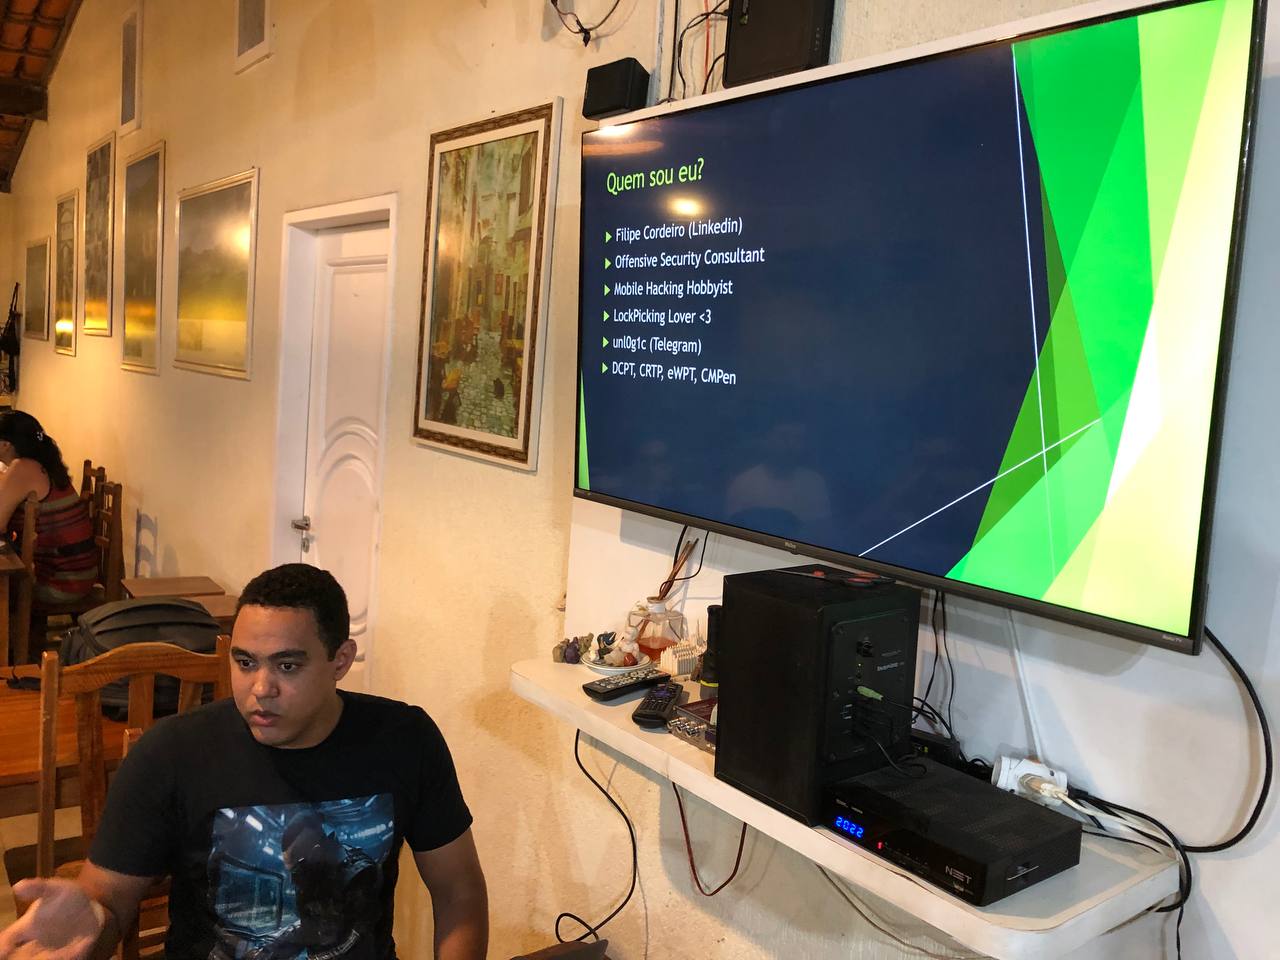 Quem sou eu?
Filipe Cordeiro (Linkedin)
Offensive Security Consultant
Mobile Hacking Hobbyist
LockPicking Lover <3
unl0g1c (Telegram)
DCPT, CRTP, eWPT, CMPen
2022
NET